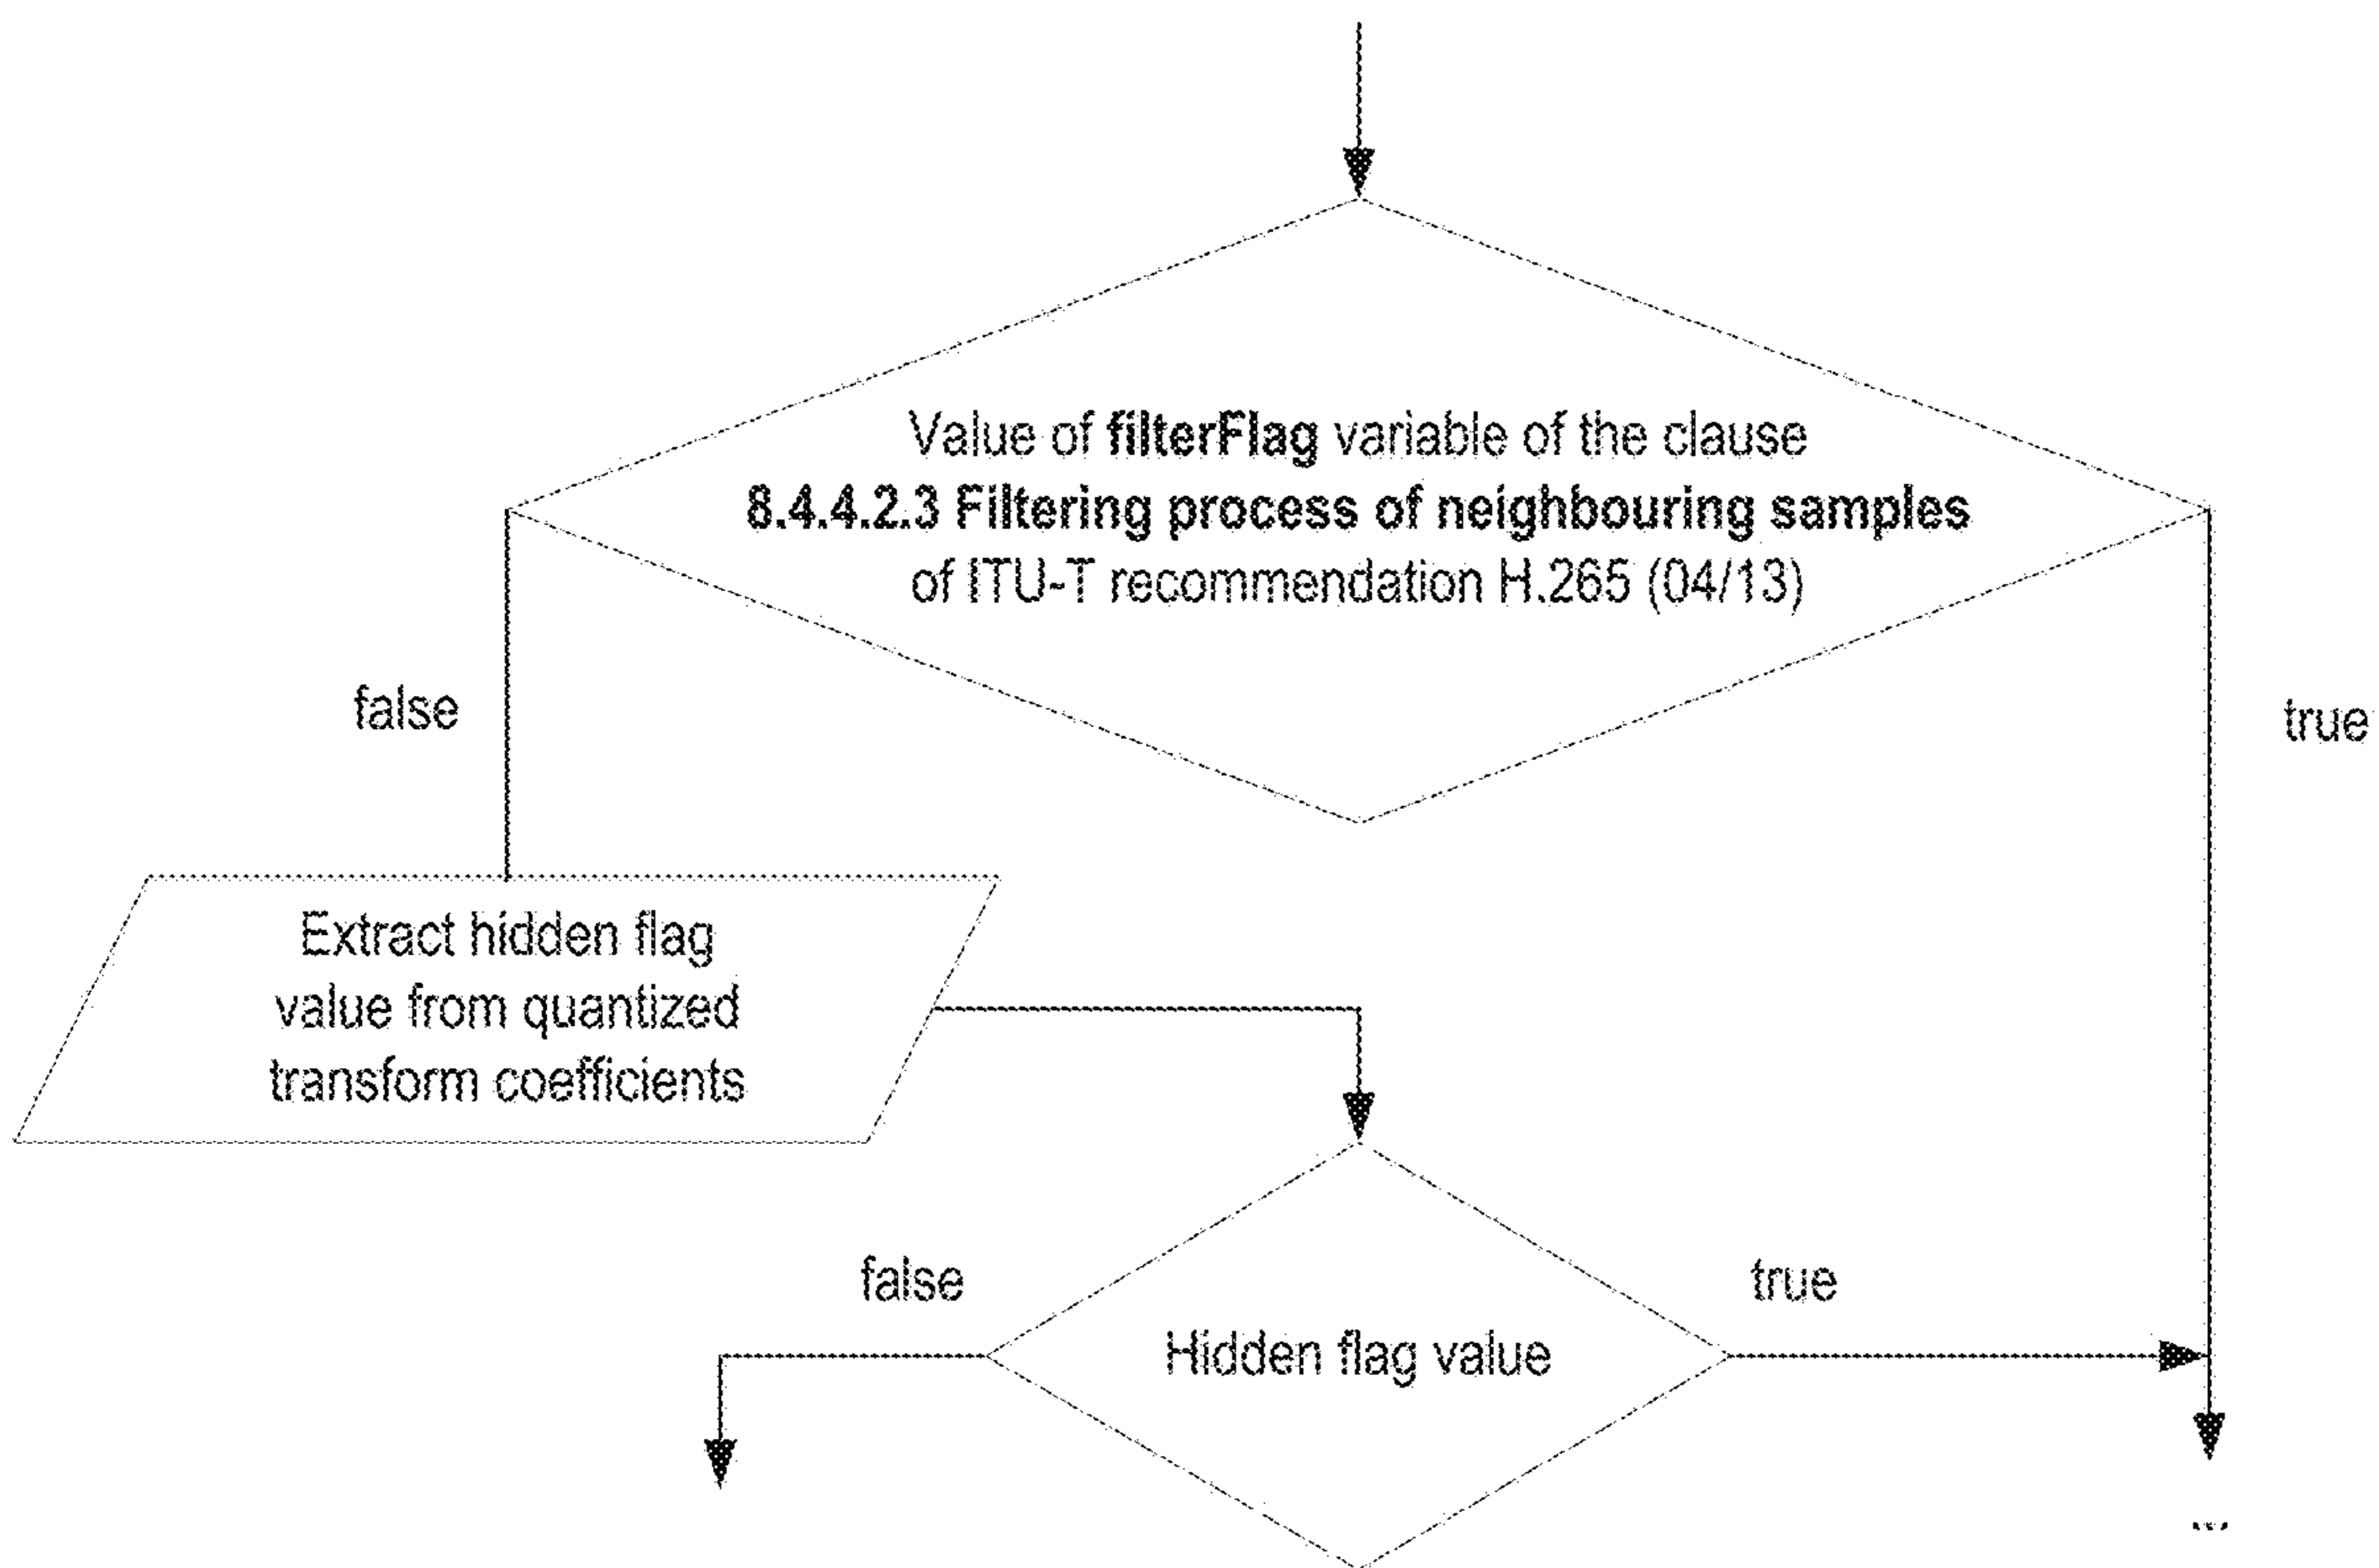 Value of filterFlag variable of the clause
8.4.4.2.3 Filtering process of neighbouring samples
of ITU-T recommendation H.265 (04/13)
false
true
Extract hidden flag
value from quantized
transform coefficients
false
true
Hidden flag value
...